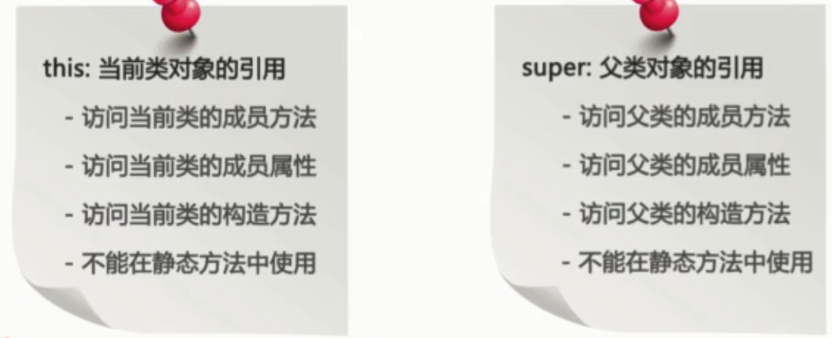 this: 当前类对象的引用
- 访问当前类的成员方法
- 访问当前类的成员属性
- 访问当前类的构造方法
- 不能在静态方法中使用
super: 父类对象的引用
- 访问父类的成员方法
- 访问父类的成员属性
- 访问父类的构造方法
- 不能在静态方法中使用